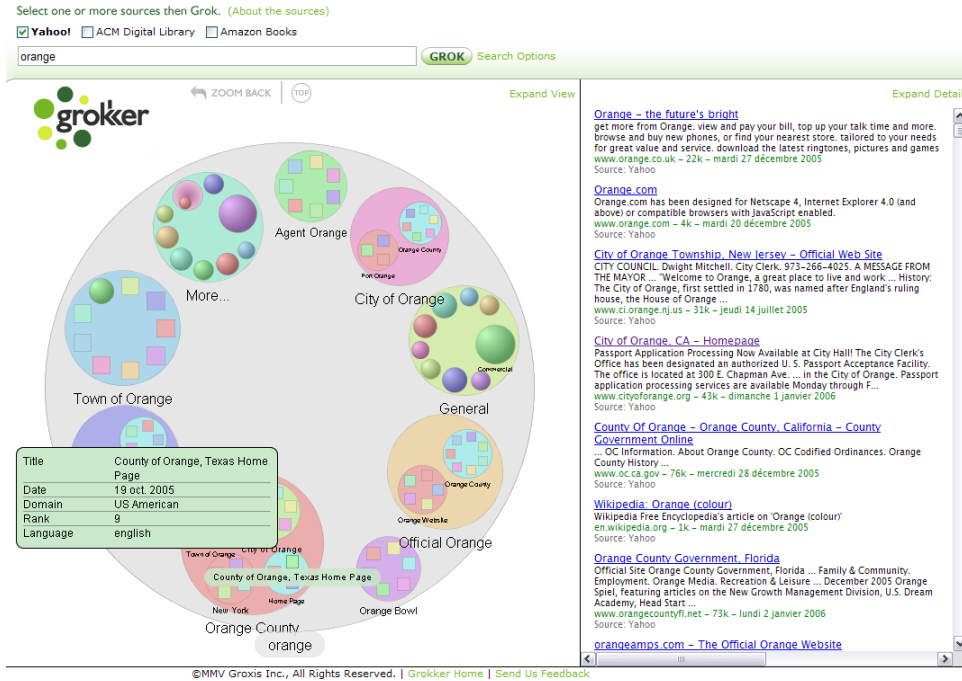 Select one or more sources then Grok. (About the sources)
Yahoo! ACM Digital Library Amazon Books
orange
GROK Search Options
grokker
ZOOM BACK TOP
Expand View
Agent Orange
More...
Orange County
Port Orange
City of Orange
Commercial
General
Town of Orange
Title County of Orange, Texas Home
Page
Date 19 oct. 2005
Domain US American
Rank 9
Language english
Orange County
Orange Website
Official Orange
Town of Orange
City of Orange
County of Orange, Texas Home Page
New York
Home Page
Orange County
Orange Bowl
orange
Expand Detai
Orange – the future's bright
get more from Orange. view and pay your bill, top up your talk time and more.
browse and buy new phones, or find your nearest store. tailored to your needs
for great value and service. download the latest ringtones, pictures and games
www.orange.co.uk – 22k – mardi 27 décembre 2005
Source: Yahoo
Orange.com
Orange.com has been designed for Netscape 4, Internet Explorer 4.0 (and
above) or compatible browsers with JavaScript enabled.
www.orange.com – 4k – mardi 20 décembre 2005
Source: Yahoo
City of Orange Township, New Jersey – Official Web Site
CITY COUNCIL. Dwight Mitchell. City Clerk. 973–266–4025. A MESSAGE FROM
THE MAYOR ... "Welcome to Orange, a great place to live and work ... History:
The City of Orange, first settled in 1780, was named after England's ruling
house, the House of Orange ...
www.ci.orange.nj.us – 31k – jeudi 14 juillet 2005
Source: Yahoo
City of Orange, CA – Homepage
Passport Application Processing Now Available at City Hall! The City Clerk's
Office has been designated an authorized U. S. Passport Acceptance Facility.
The office is located at 300 E. Chapman Ave. ... in the City of Orange. Passport
application processing services are available Monday through F...
www.cityoforange.org – 43k – dimanche 1 janvier 2006
Source: Yahoo
County Of Orange – Orange County, California – County
Government Online
... OC Information. About Orange County. OC Codified Ordinances. Orange
County History ...
www.oc.ca.gov – 76k – mercredi 28 décembre 2005
Source: Yahoo
Wikipedia: Orange (colour)
Wikipedia Free Encyclopedia's article on 'Orange (colour)'
en.wikipedia.org – 1k – mardi 27 décembre 2005
Source: Yahoo
Orange County Government, Florida
Official Site Orange County Government, Florida ... Family & Community.
Employment. Orange Media. Recreation & Leisure ... December 2005 Orange
Spiel, featuring articles on the New Growth Management Division, U.S. Dream
Academy, Head Start ...
www.orangecountyfl.net – 73k – lundi 2 janvier 2006
Source: Yahoo
orangeamps.com – The Official Orange Website
©MMV Groxis Inc., All Rights Reserved. | Grokker Home | Send Us Feedback